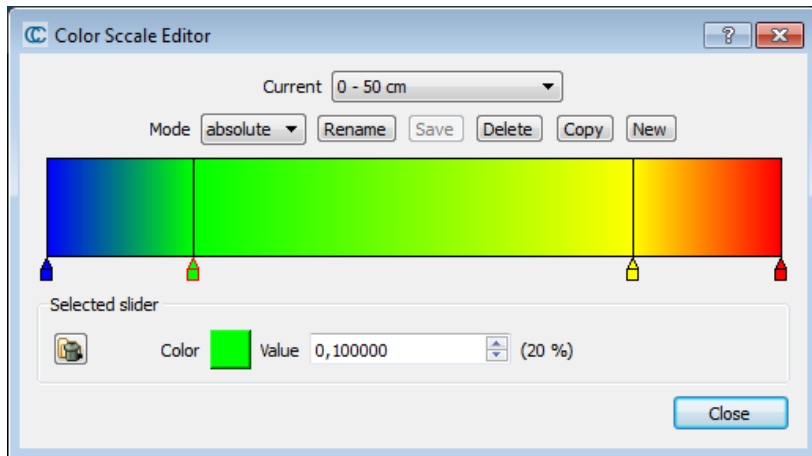 Color Sccale Editor
Current 0 - 50 cm
Mode absolute Rename Save Delete Copy New
Selected slider
Color Value 0,100000 (20 %)
Close